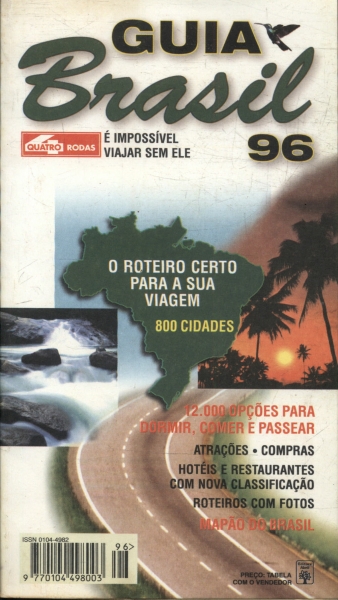 GUIA
Brasil
96
4
QUATRO RODAS
É IMPOSSÍVEL
VIAJAR SEM ELE
O ROTEIRO CERTO
PARA A SUA
VIAGEM
800 CIDADES
12.000 OPÇÕES PARA
DORMIR, COMER E PASSEAR
ATRAÇÕES • COMPRAS
HOTÉIS E RESTAURANTES
COM NOVA CLASSIFICAÇÃO
ROTEIROS COM FOTOS
MAPÃO DO BRASIL
ISSN 0104-4982
96
9 770104 498003
PREÇO: TABELA
COM O VENDEDOR